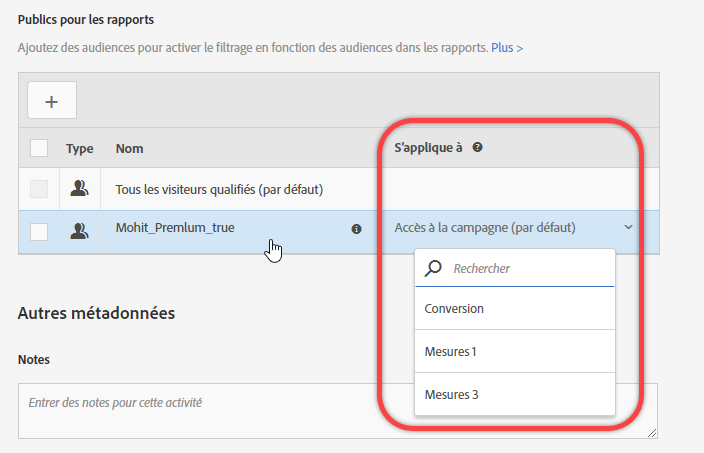 Publics pour les rapports
Ajoutez des audiences pour activer le filtrage en fonction des audiences dans les rapports. Plus >
+
Type Nom S'applique à ?
Tous les visiteurs qualifiés (par défaut)
Mohit_Premlum_true Accès à la campagne (par défaut)
Rechercher
Conversion
Mesures 1
Mesures 3
Autres métadonnées
Notes
Entrer des notes pour cette activité